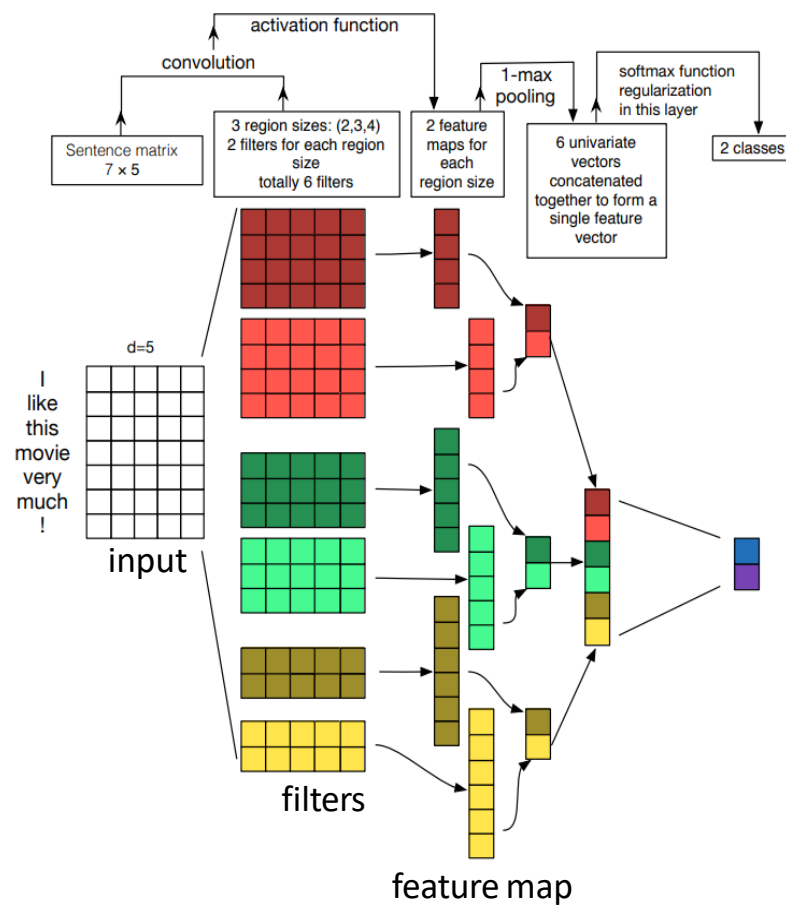 activation function
convolution
1-max
pooling
softmax function
regularization
in this layer
Sentence matrix
7 × 5
3 region sizes: (2,3,4)
2 filters for each region
size
totally 6 filters
2 feature
maps for
each
region size
6 univariate
vectors
concatenated
together to form a
single feature
vector
2 classes
d=5
I
like
this
movie
very
much
!
input
filters
feature map